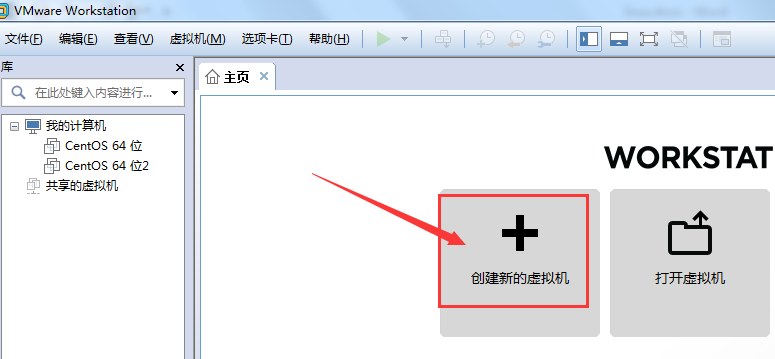 VMware Workstation
文件(F) 编辑(E) 查看(V) 虚拟机(M) 选项卡(T) 帮助(H)
库
主页
在此处键入内容进行...
我的计算机
CentOS 64 位
CentOS 64 位2
共享的虚拟机
WORKSTAT
创建新的虚拟机
打开虚拟机